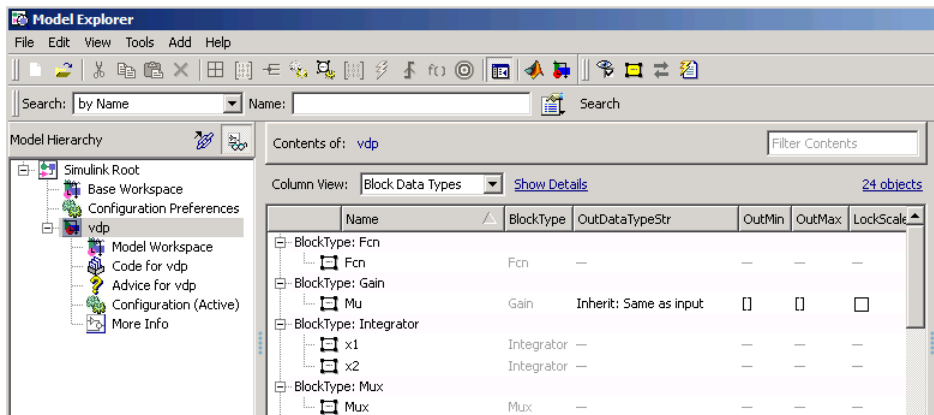 Model Explorer
File Edit View Tools Add Help
Search: by Name Name: Search
Model Hierarchy
Simulink Root
Base Workspace
Configuration Preferences
vdp
Model Workspace
Code for vdp
Advice for vdp
Configuration (Active)
More Info
Contents of: vdp Filter Contents
Column View: Block Data Types Show Details 24 objects
Name BlockType OutDataTypeStr OutMin OutMax LockScale
BlockType: Fcn
Fcn Fcn — — — —
BlockType: Gain
Mu Gain Inherit: Same as input [] []
BlockType: Integrator
x1 Integrator — — — —
x2 Integrator — — — —
BlockType: Mux
Mux Mux — — — —